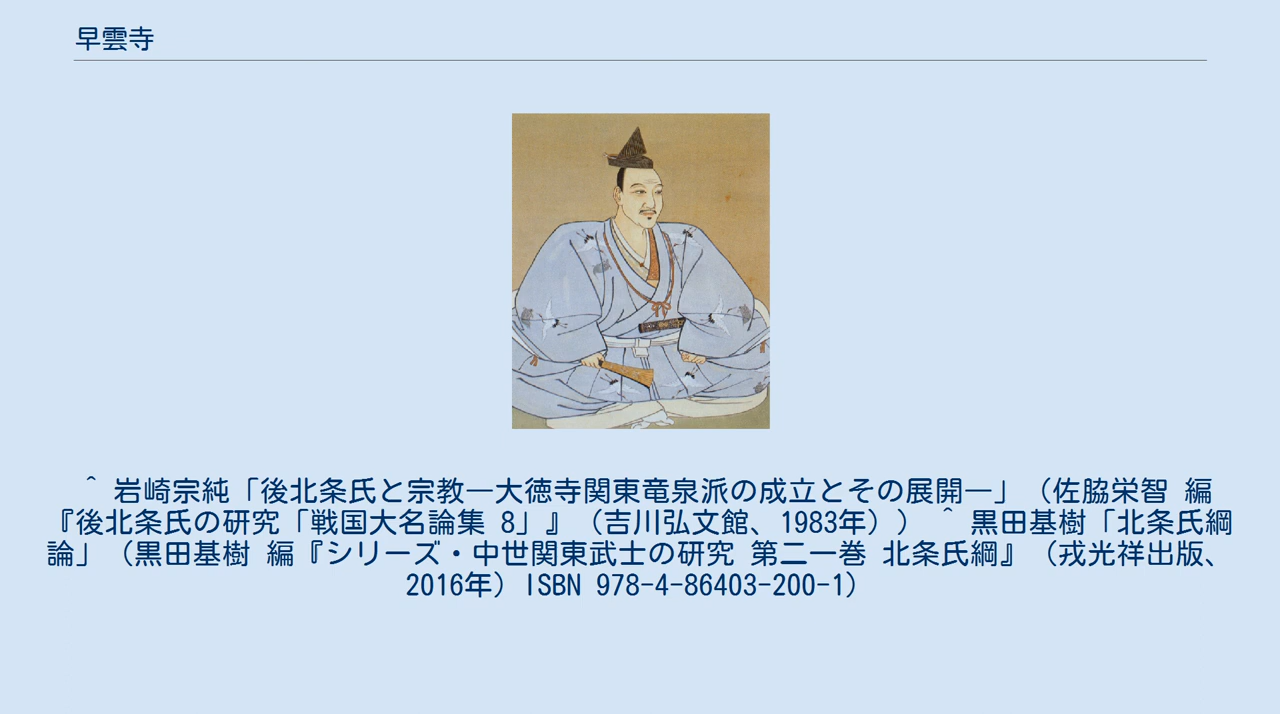 早雲寺
＾ 岩崎宗純「後北条氏と宗教―大徳寺関東竜泉派の成立とその展開―」（佐脇栄智 編
『後北条氏の研究「戦国大名論集 8」』（吉川弘文館、1983年）） ＾ 黒田基樹「北条氏綱
論」（黒田基樹 編『シリーズ・中世関東武士の研究 第二一巻 北条氏綱』（戎光祥出版、
2016年）ISBN 978-4-86403-200-1）